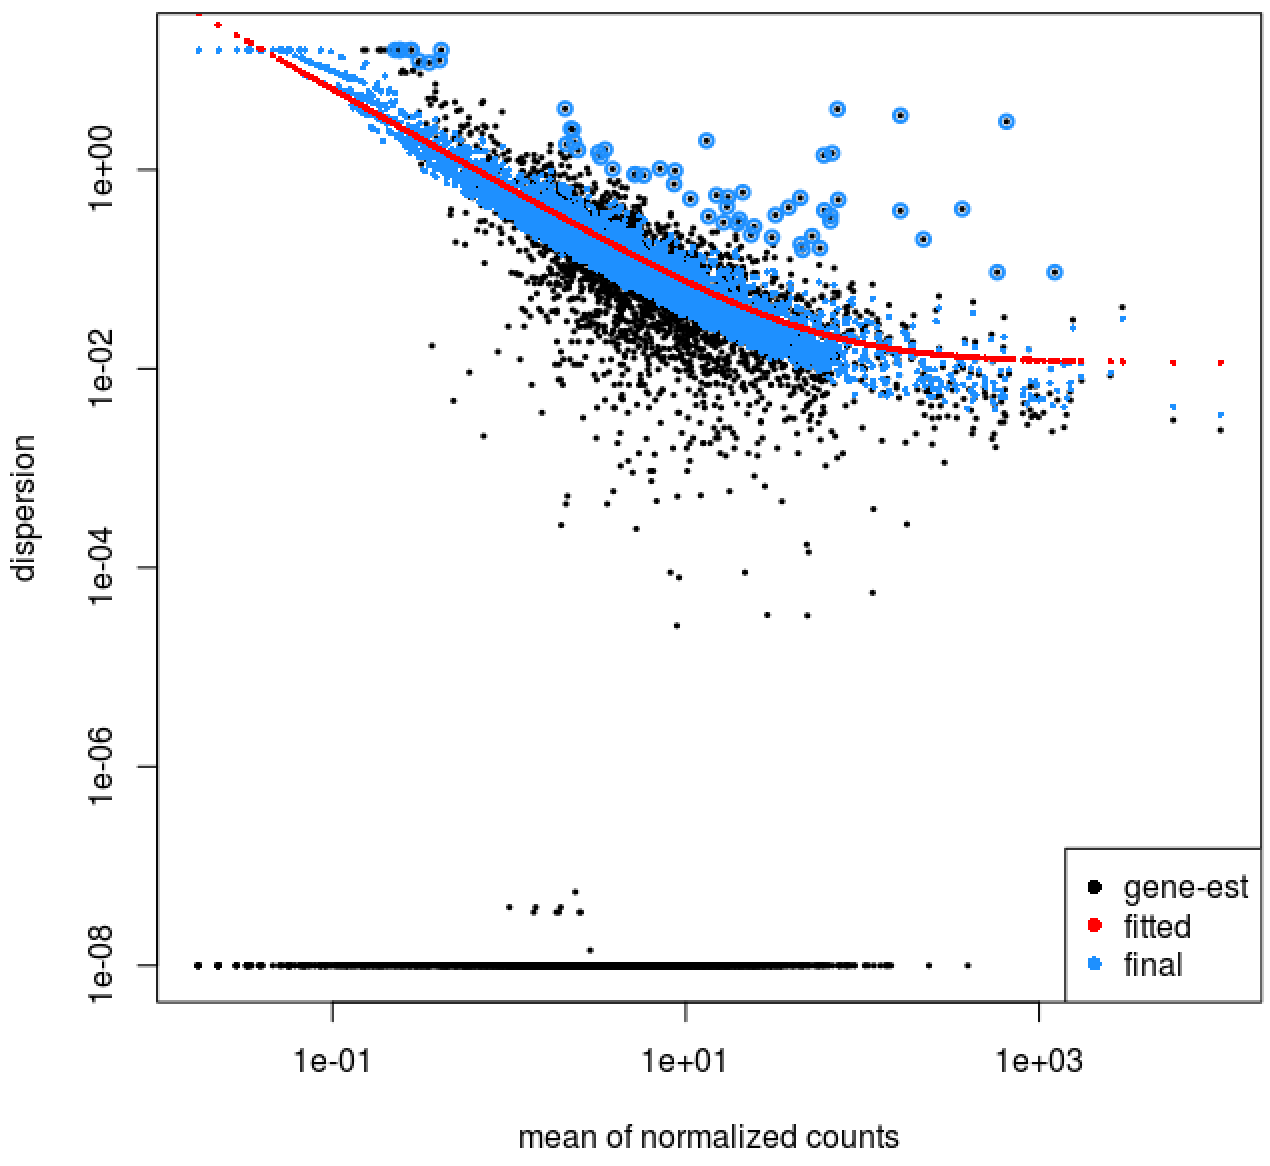 dispersion
1e+00
1e-02
1e-04
1e-06
1e-08
1e-01
1e+01
1e+03
mean of normalized counts
gene-est
fitted
final